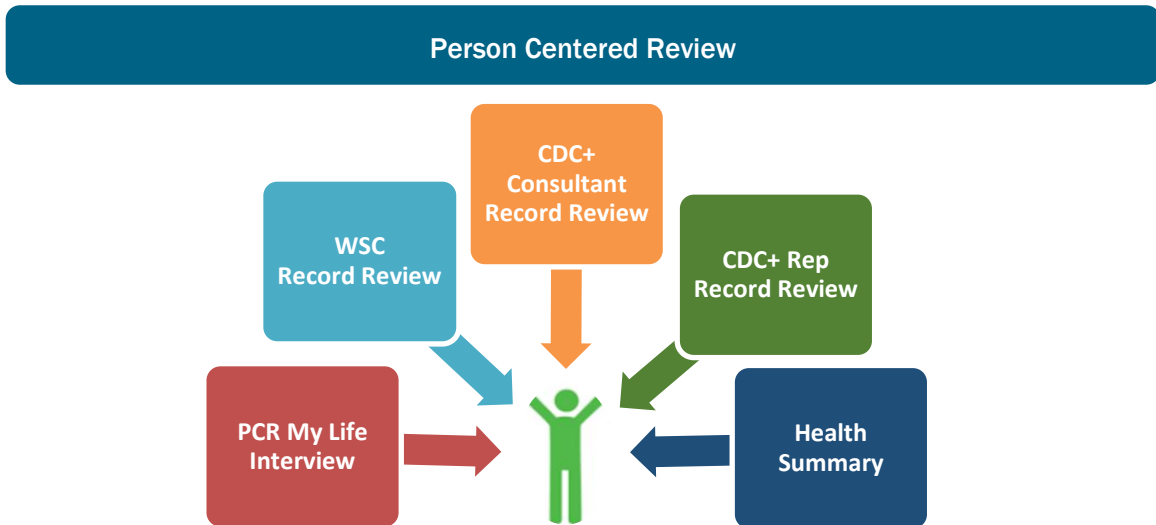 Person Centered Review
CDC+
Consultant
Record Review
WSC
Record Review
CDC+ Rep
Record Review
PCR My Life
Interview
Health
Summary